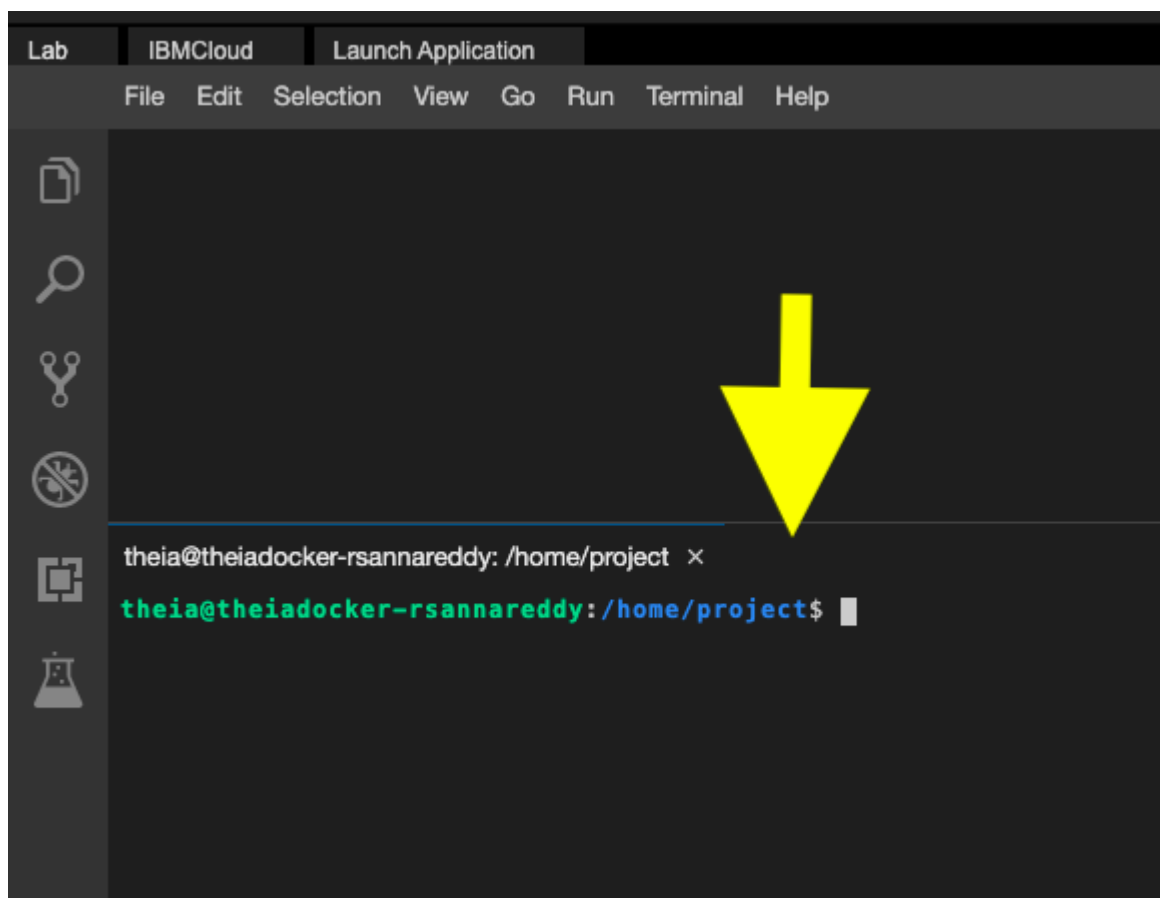 Lab IBMCloud Launch Application
File Edit Selection View Go Run Terminal Help
theia@theiadocker-rsannareddy: /home/project ×
theia@theiadocker-rsannareddy:/home/project$